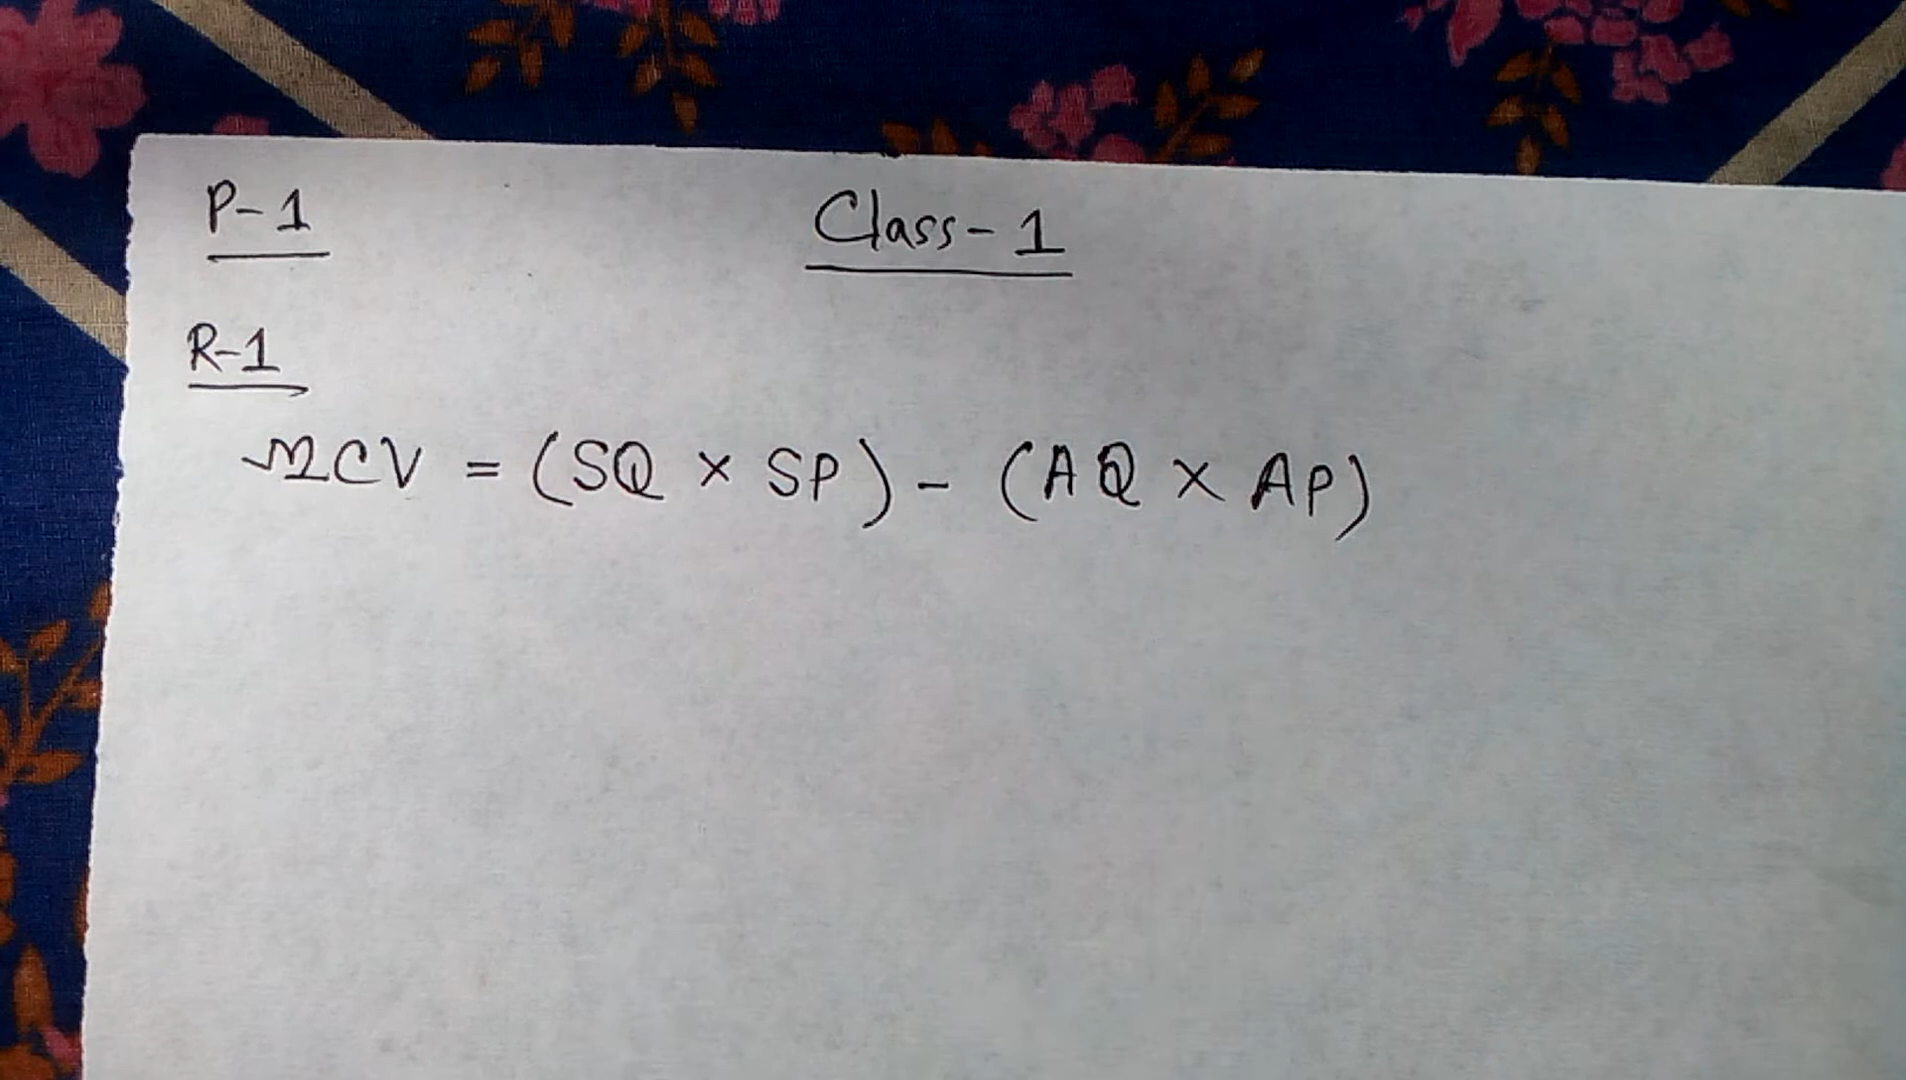 P-1
Class-1
R-1
MCV = (SQ × SP) - (AQ × AP)